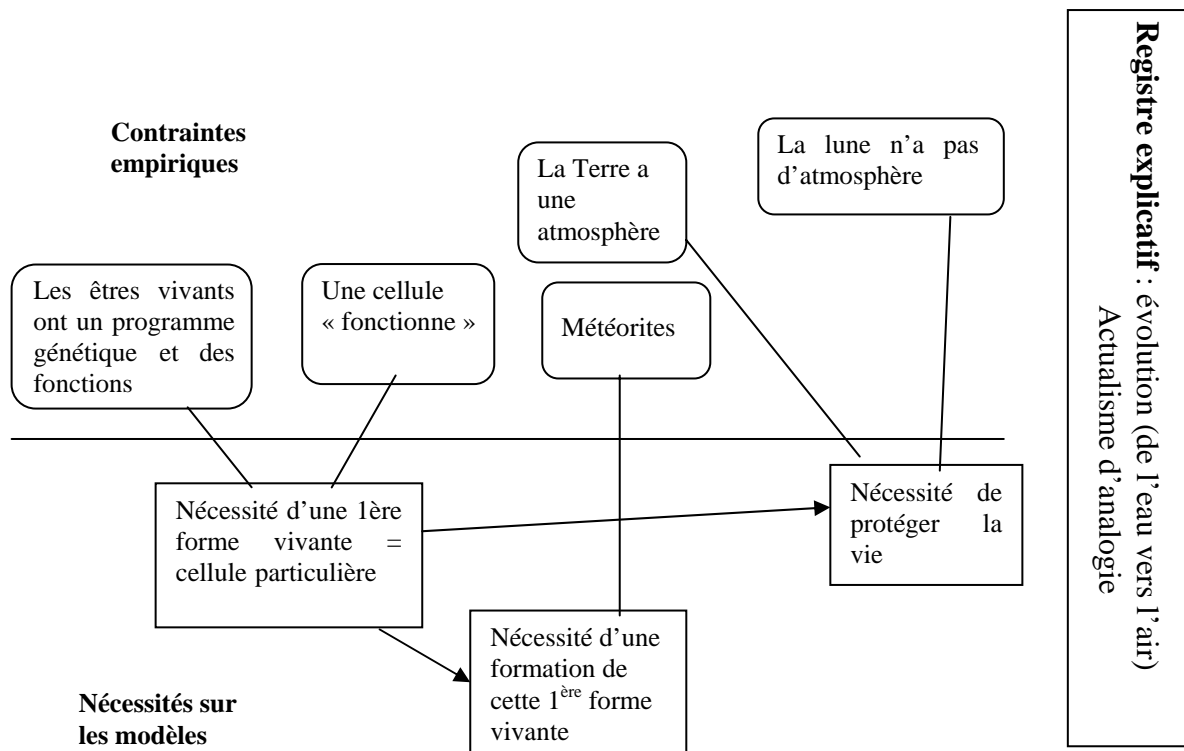 Contraintes
empiriques
La Terre a
une
atmosphère
La lune n'a pas
d'atmosphère
Les êtres vivants
ont un programme
génétique et des
fonctions
Une cellule
« fonctionne »
Météorites
Nécessité d'une 1ère
forme vivante =
cellule particulière
Nécessité de
protéger la
vie
Nécessité d'une
formation de
cette 1ère forme
vivante
Nécessités sur
les modèles
Registre explicatif : évolution (de l'eau vers l'air)
Actualisme d'analogie